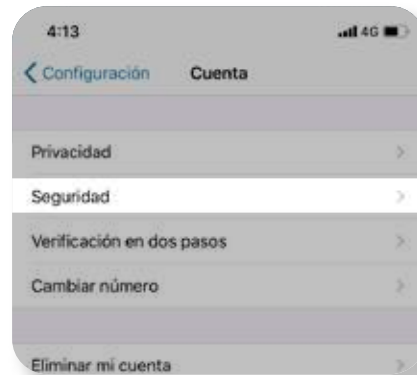 4:13
4G
Configuración Cuenta
Privacidad
Seguridad
Verificación en dos pasos
Cambiar número
Eliminar mi cuenta